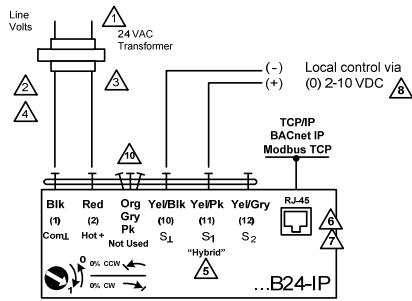 Line
Volts
1
24 VAC
Transformer
2
3
4
(-) Local control via
(+) (0) 2-10 VDC
8
10
TCP/IP
BACnet IP
Modbus TCP
Blk Red Org Yel/Blk Yel/Pk Yel/Gry RJ-45
Gry
Pk
(1) (2) (10) (11) (12)
Com⊥ Hot + Not Used S⊥ S1 S2
6
7
"Hybrid"
5
0 0% CCW
1 0% CW
...B24-IP